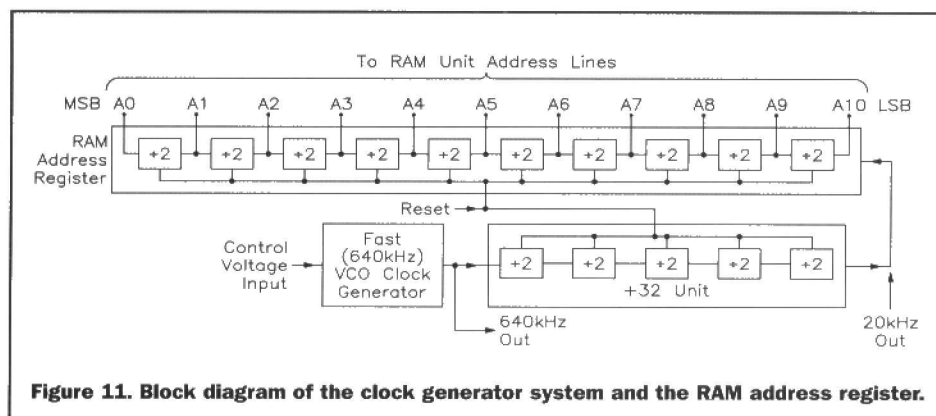 To RAM Unit Address Lines
MSB A0 A1 A2 A3 A4 A5 A6 A7 A8 A9 A10 LSB
RAM Address Register
÷2 ÷2 ÷2 ÷2 ÷2 ÷2 ÷2 ÷2 ÷2 ÷2
Reset
Control Voltage Input
Fast (640kHz) VCO Clock Generator
÷2 ÷2 ÷2 ÷2 ÷2
÷32 Unit
640kHz Out
20kHz Out
Figure 11. Block diagram of the clock generator system and the RAM address register.